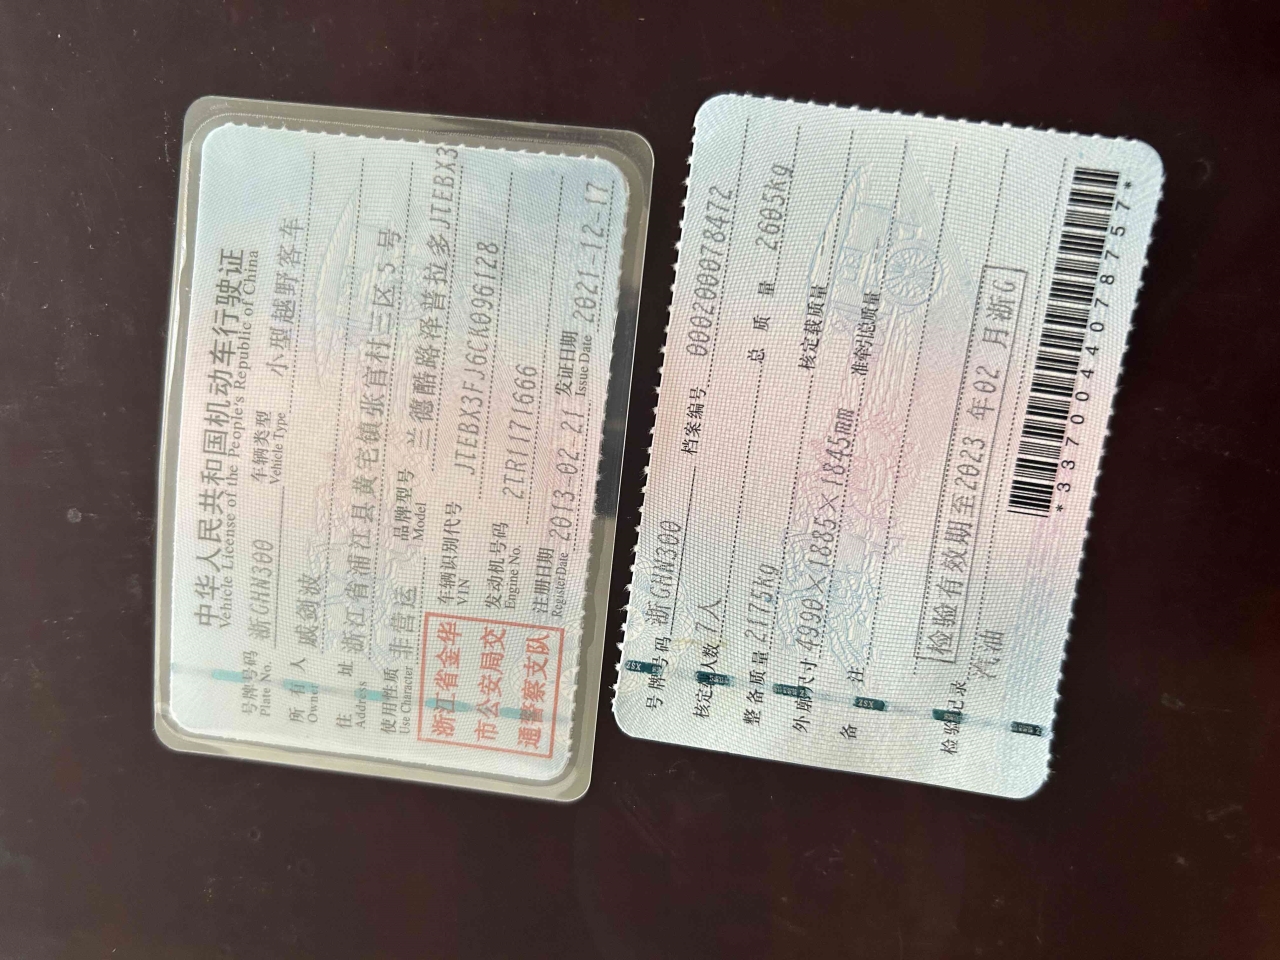 中华人民共和国机动车行驶证
Vehicle License of the People's Republic of China
号牌号码 浙GHN300 车辆类型 小型越野客车
Plate No. Vehicle Type
所有人 戚剑波
Owner
住址 浙江省浦江县黄宅镇张官村三区5号
Address
使用性质 非营运 品牌型号 兰德酷路泽普拉多JTEBX3F
Use Character Model
浙江省金华
市公安局交
通警察支队
车辆识别代号 JTEBX3FJ6CK096128
VIN
发动机号码 2TR1171666
Engine No.
注册日期 2013-02-21 发证日期 2021-12-17
Register Date Issue Date
号牌号码 浙GHN300 档案编号 000200078472
核定载人数 7人 总质量 2605kg
整备质量 2175kg 核定载质量
外廓尺寸 4990×1885×1845mm 准牵引总质量
备注
检验有效期至2023年02月浙G
检验记录 汽油
*3370044078757*